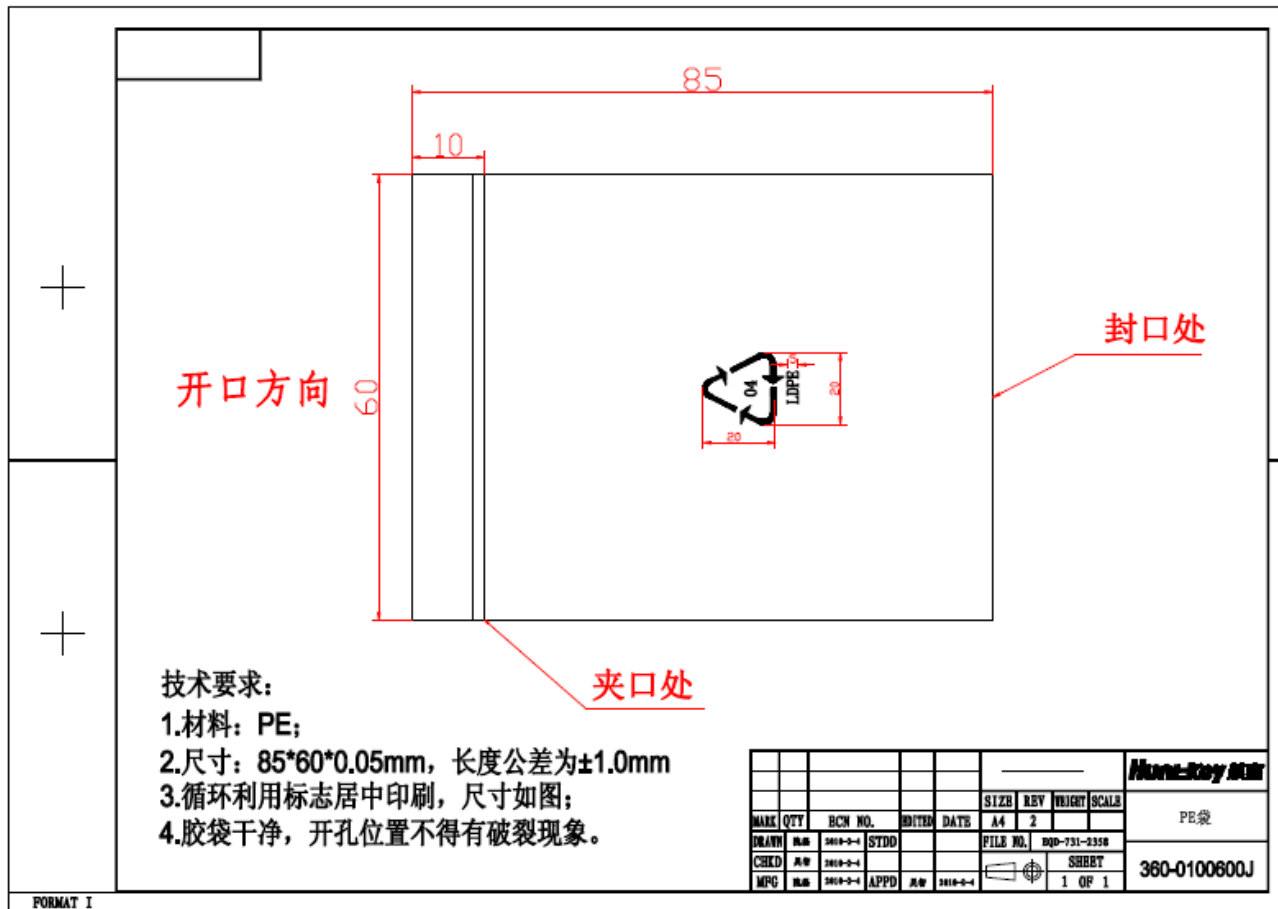 85
10
开口方向
60
封口处
04
LDPE
5
20
20
夹口处
技术要求：
1.材料：PE；
2.尺寸：85*60*0.05mm，长度公差为±1.0mm
3.循环利用标志居中印刷，尺寸如图；
4.胶袋干净，开孔位置不得有破裂现象。
SIZE REV WEIGHT SCALE
MARK QTY ECN NO. EDITED DATE A4 2
PE袋
DRAWN STDD FILE NO. EQD-731-2358
CHKD SHEET
360-0100600J
MFG APPD 1 OF 1
FORMAT I